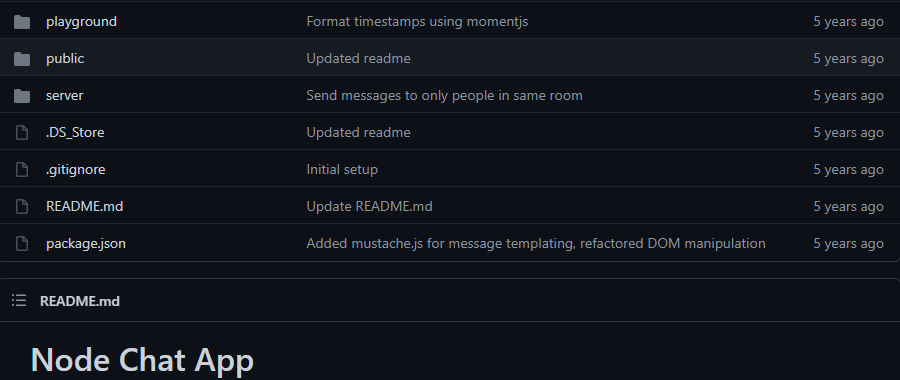 playground Format timestamps using momentjs 5 years ago
public Updated readme 5 years ago
server Send messages to only people in same room 5 years ago
.DS_Store Updated readme 5 years ago
.gitignore Initial setup 5 years ago
README.md Update README.md 5 years ago
package.json Added mustache.js for message templating, refactored DOM manipulation 5 years ago
README.md
Node Chat App